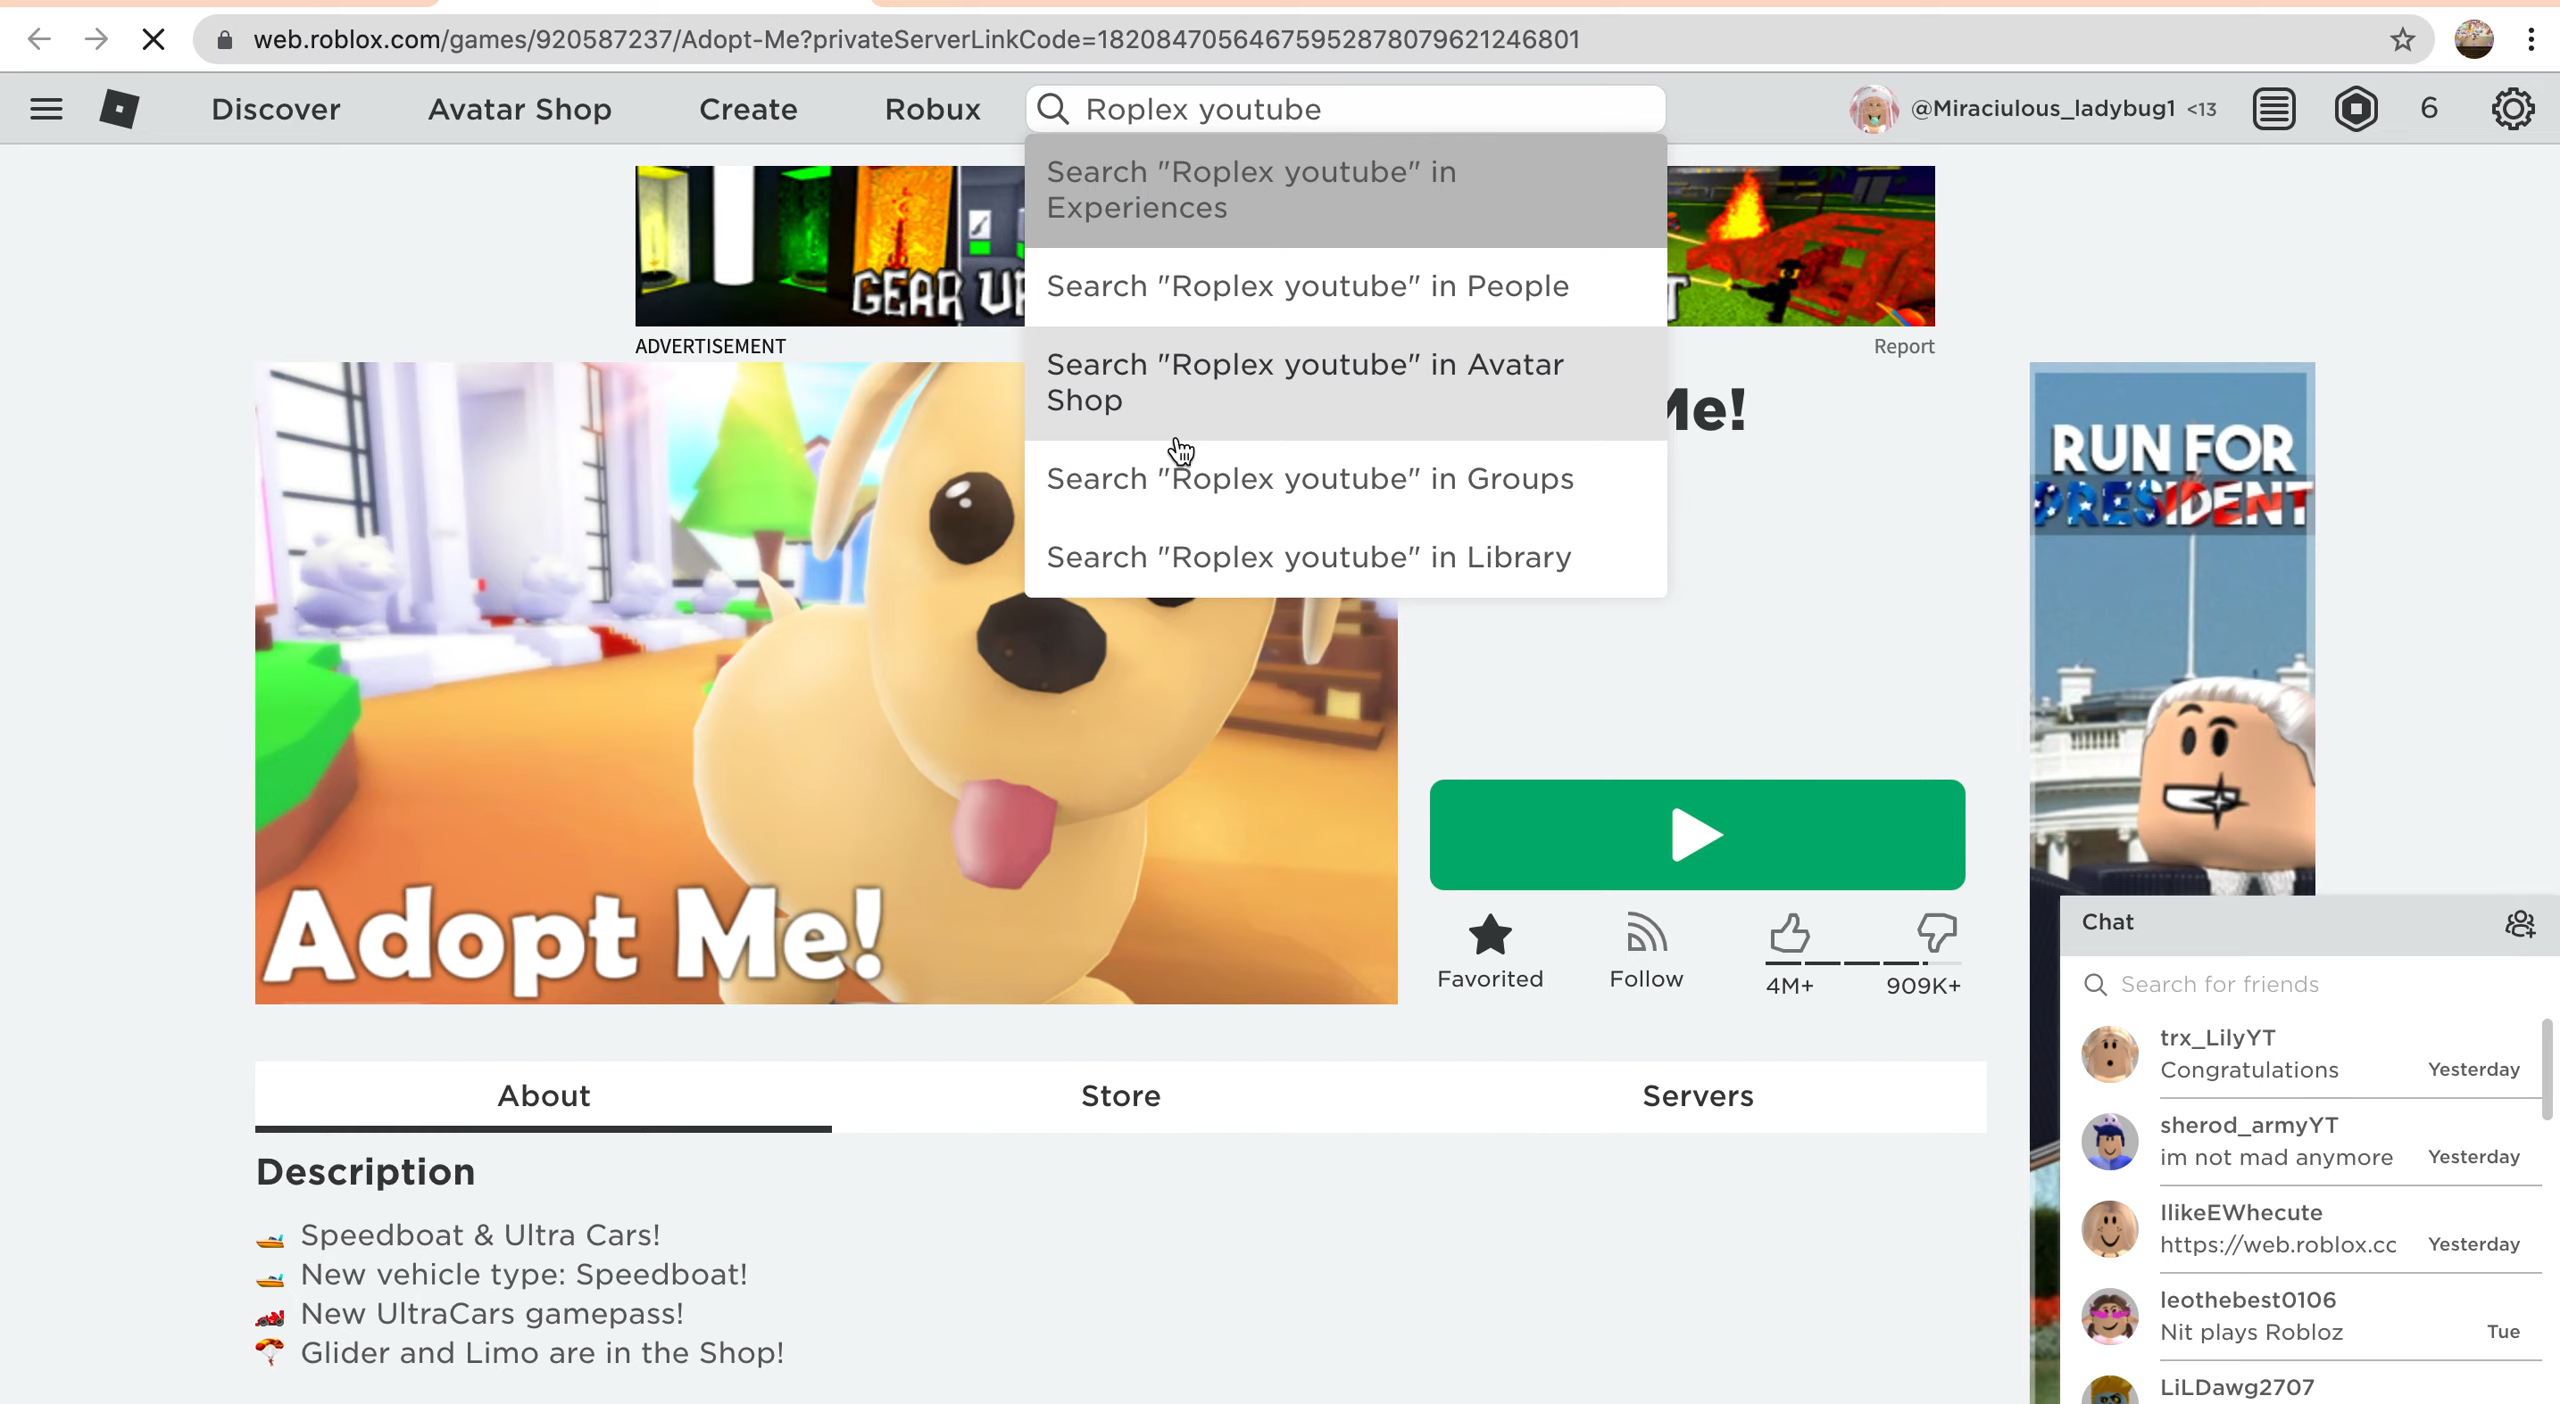 web.roblox.com/games/920587237/Adopt-Me?privateServerLinkCode=18208470564675952878079621246801
Discover
Avatar Shop
Create
Robux
Roplex youtube
@Miraciulous_ladybug1 <13
6
Search "Roplex youtube" in
Experiences
Search "Roplex youtube" in People
Search "Roplex youtube" in Avatar
Shop
Search "Roplex youtube" in Groups
Search "Roplex youtube" in Library
GEAR
ADVERTISEMENT
Report
Me!
RUN FOR
PRESIDENT
Adopt Me!
Favorited
Follow
4M+
909K+
About
Store
Servers
Description
Speedboat & Ultra Cars!
New vehicle type: Speedboat!
New UltraCars gamepass!
Glider and Limo are in the Shop!
Chat
Search for friends
trx_LilyYT
Congratulations
Yesterday
sherod_armyYT
im not mad anymore
Yesterday
IlikeEWhecute
https://web.roblox.cc
Yesterday
leothebest0106
Nit plays Robloz
Tue
LiLDawg2707